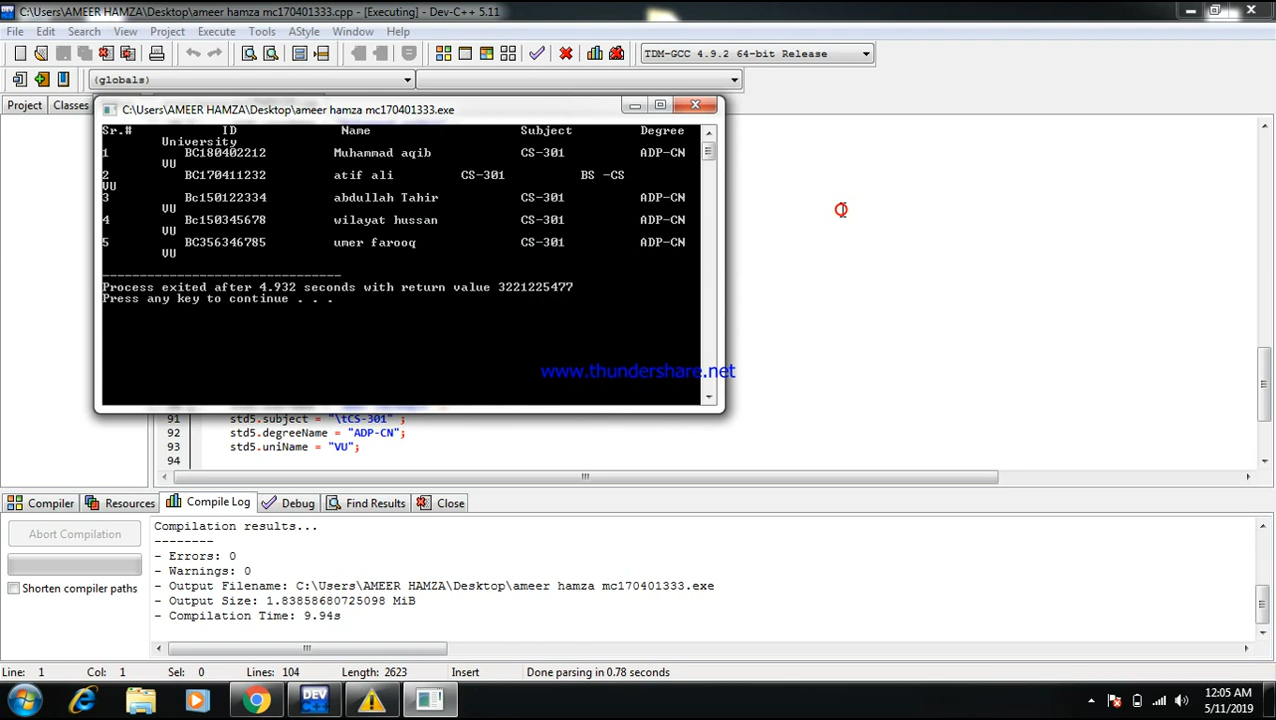 C:\Users\AMEER HAMZA\Desktop\ameer hamza mc170401333.cpp - [Executing] - Dev-C++ 5.11
File Edit Search View Project Execute Tools AStyle Window Help
TDM-GCC 4.9.2 64-bit Release
(globals)
Project Classes
C:\Users\AMEER HAMZA\Desktop\ameer hamza mc170401333.exe
Sr.# ID Name Subject Degree
University
1 BC180402212 Muhammad aqib CS-301 ADP-CN
VU
2 BC170411232 atif ali CS-301 BS -CS
VU
3 Bc150122334 abdullah Tahir CS-301 ADP-CN
VU
4 Bc150345678 wilayat hussan CS-301 ADP-CN
VU
5 BC356346785 umer farooq CS-301 ADP-CN
VU
--------------------------------
Process exited after 4.932 seconds with return value 3221225477
Press any key to continue . . .
www.thundershare.net
91 std5.subject = "\tCS-301" ;
92 std5.degreeName = "ADP-CN";
93 std5.uniName = "VU";
94
Compiler Resources Compile Log Debug Find Results Close
Abort Compilation
Shorten compiler paths
Compilation results...
--------
- Errors: 0
- Warnings: 0
- Output Filename: C:\Users\AMEER HAMZA\Desktop\ameer hamza mc170401333.exe
- Output Size: 1.83858680725098 MiB
- Compilation Time: 9.94s
Line: 1 Col: 1 Sel: 0 Lines: 104 Length: 2623 Insert Done parsing in 0.78 seconds
DEV
12:05 AM
5/11/2019